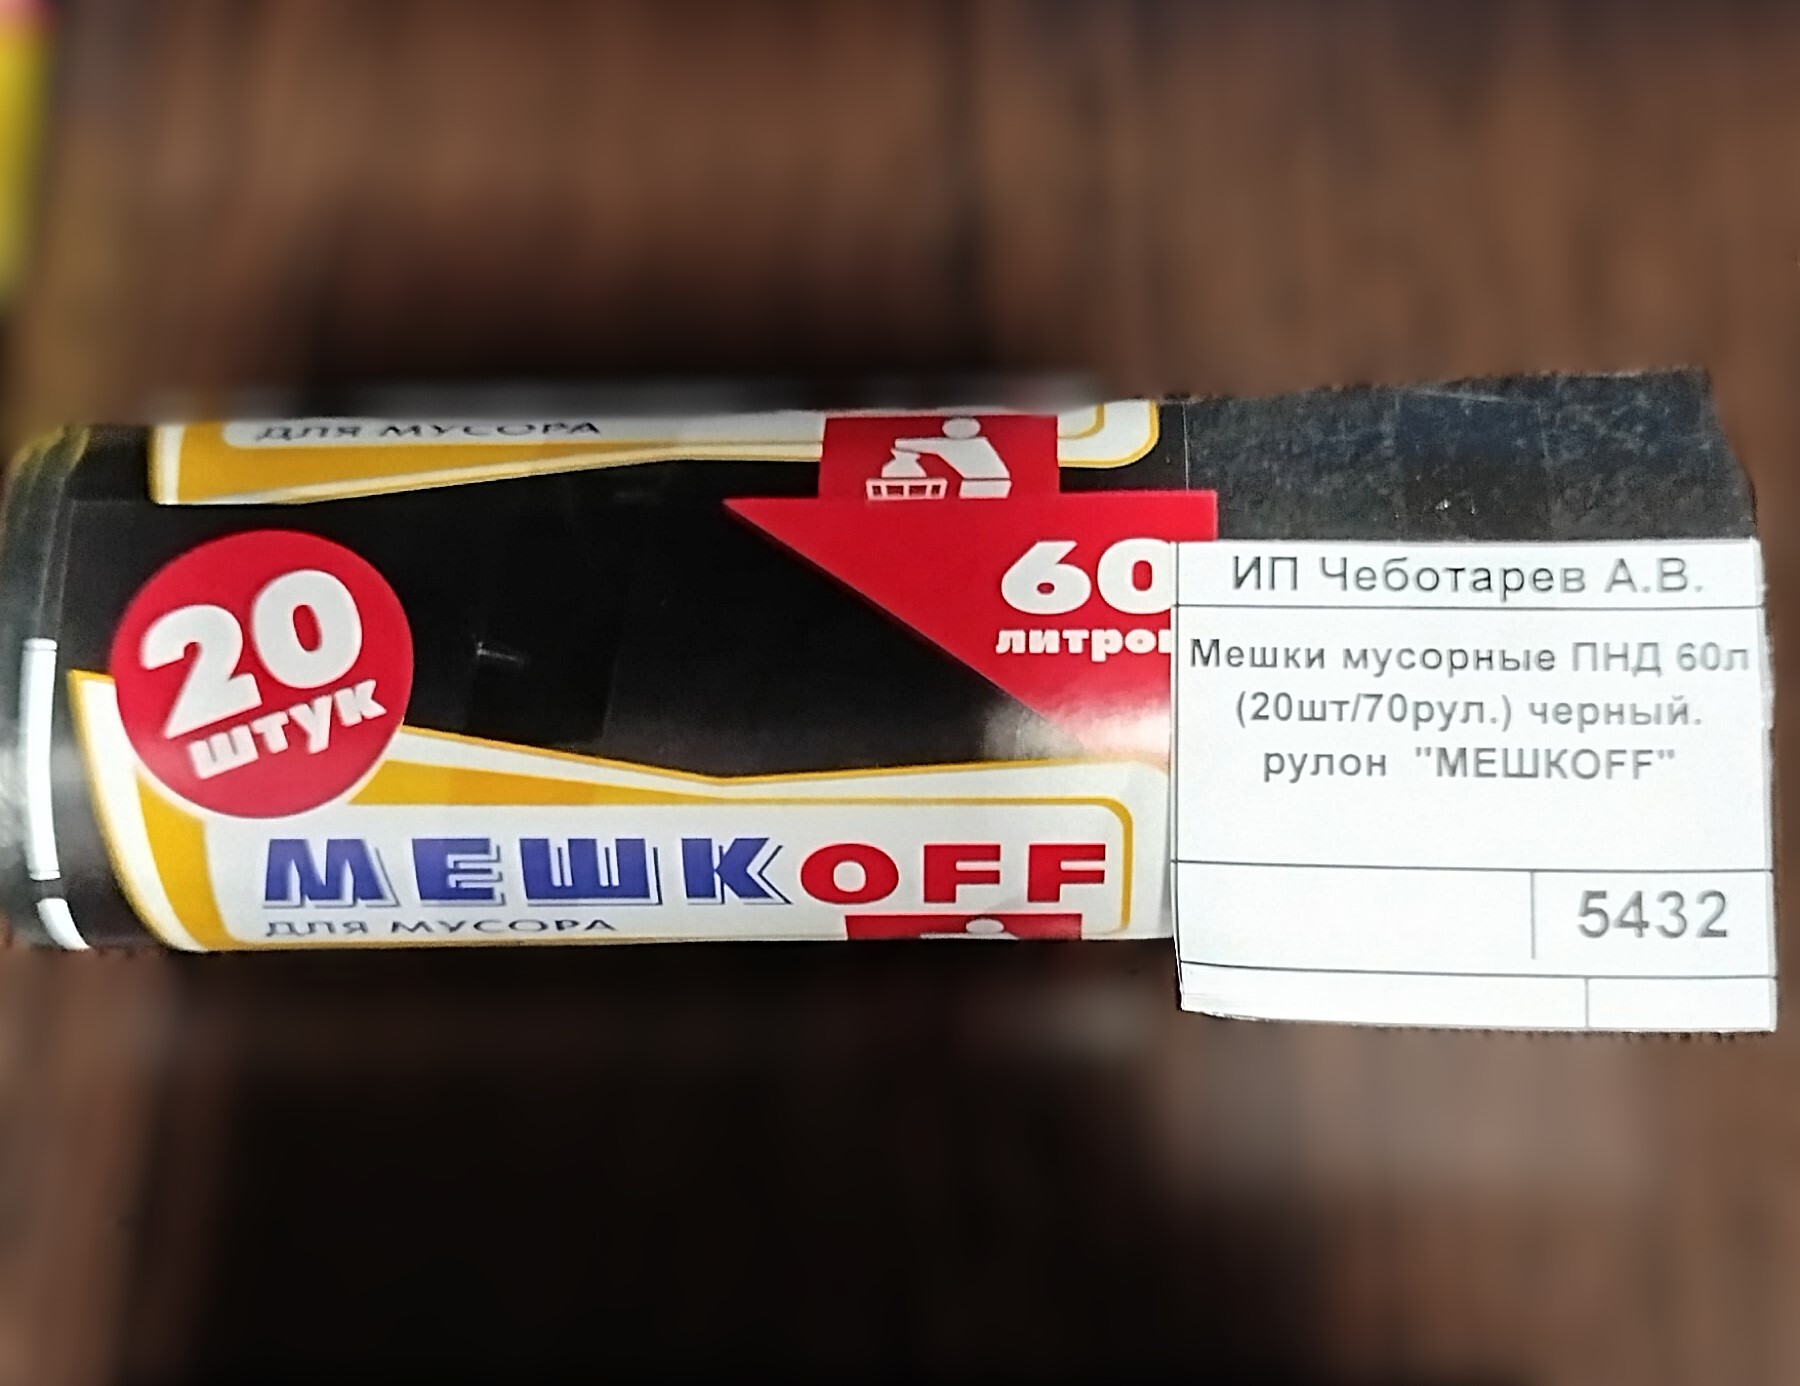 ДЛЯ МУСОРА
20
штук
60
литров
МЕШКOFF
ДЛЯ МУСОРА
ИП Чеботарев А.В.
Мешки мусорные ПНД 60л
(20шт/70рул.) черный.
рулон "МЕШКOFF"
5432